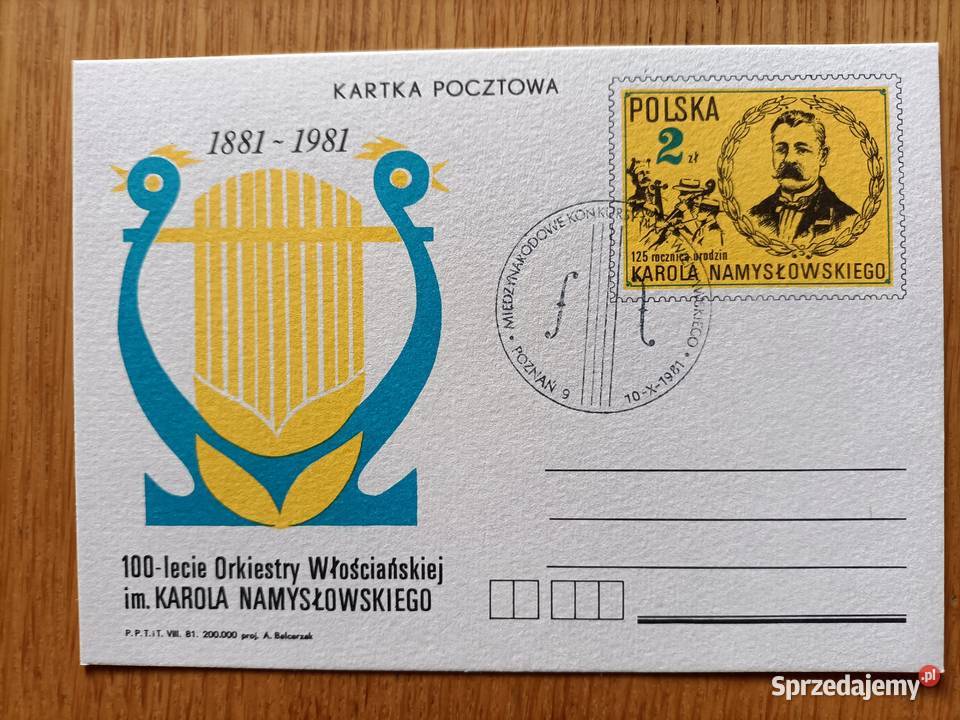 KARTKA POCZTOWA
1881 ~ 1981
POLSKA
2 zł
125 rocznica urodzin
KAROLA NAMYSŁOWSKIEGO
• MIĘDZYNARODOWE
• POZNAŃ 9
10-X-1981 •
100-lecie Orkiestry Włościańskiej
im. KAROLA NAMYSŁOWSKIEGO
P.P.T.iT. VIII. 81. 200.000 proj. A. Balcerzak
Sprzedajemy.pl